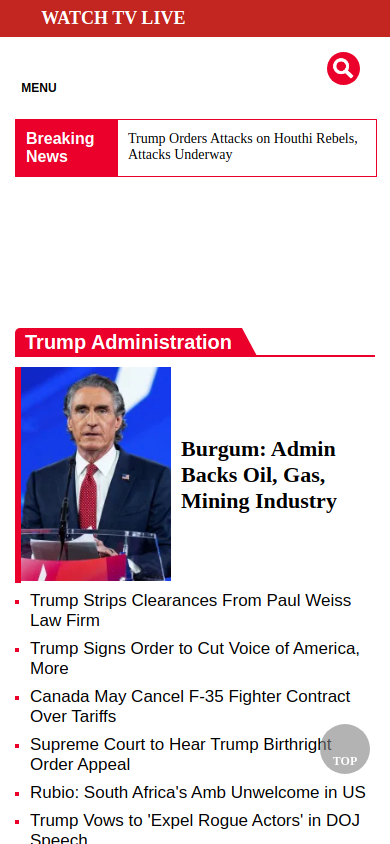 WATCH TV LIVE
MENU
Breaking
News
Trump Orders Attacks on Houthi Rebels,
Attacks Underway
Trump Administration
Burgum: Admin
Backs Oil, Gas,
Mining Industry
Trump Strips Clearances From Paul Weiss
Law Firm
Trump Signs Order to Cut Voice of America,
More
Canada May Cancel F-35 Fighter Contract
Over Tariffs
Supreme Court to Hear Trump Birthright
Order Appeal
TOP
Rubio: South Africa's Amb Unwelcome in US
Trump Vows to 'Expel Rogue Actors' in DOJ
Speech